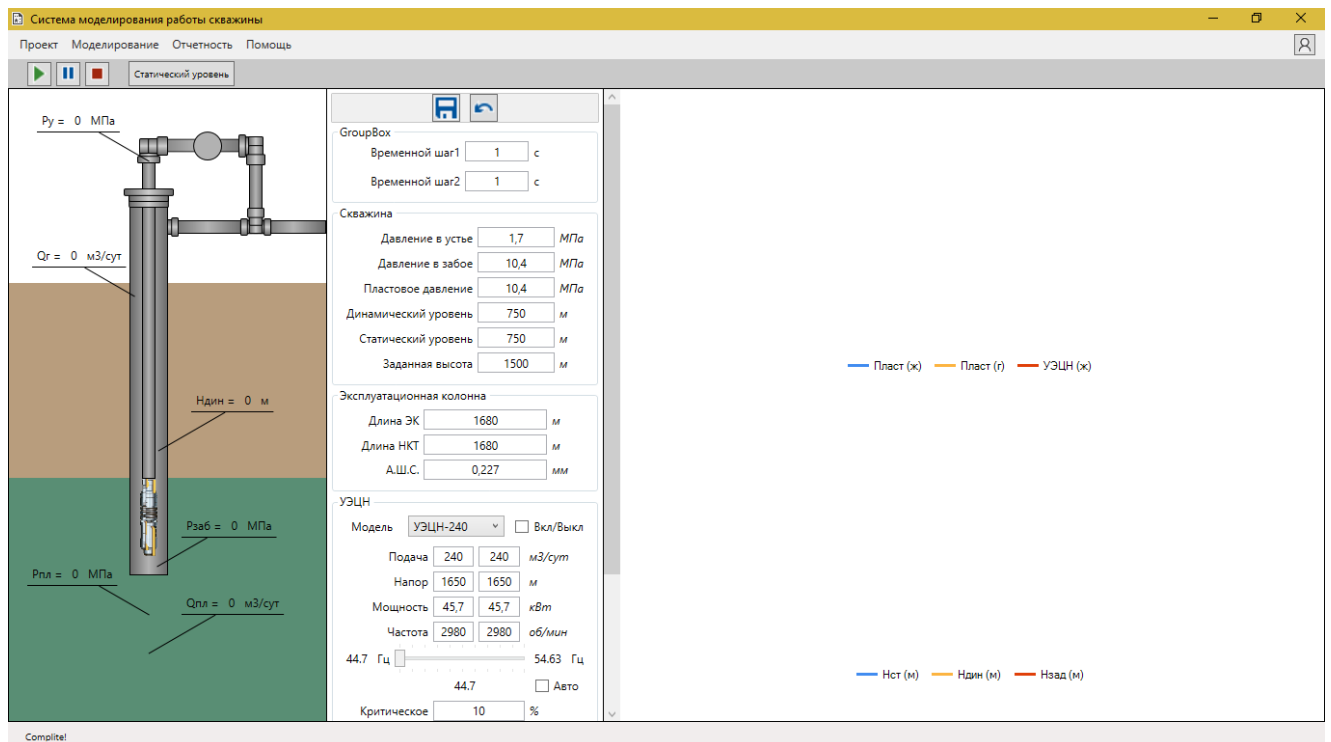 Система моделирования работы скважины
Проект Моделирование Отчетность Помощь
Статический уровень
Ру = 0 МПа
Qг = 0 м3/сут
Ндин = 0 м
Рзаб = 0 МПа
Рпл = 0 МПа
Qпл = 0 м3/сут
GroupBox
Временной шаг1 1 с
Временной шаг2 1 с
Скважина
Давление в устье 1,7 МПа
Давление в забое 10,4 МПа
Пластовое давление 10,4 МПа
Динамический уровень 750 м
Статический уровень 750 м
Заданная высота 1500 м
Эксплуатационная колонна
Длина ЭК 1680 м
Длина НКТ 1680 м
А.Ш.С. 0,227 мм
УЭЦН
Модель УЭЦН-240 Вкл/Выкл
Подача 240 240 м3/сут
Напор 1650 1650 м
Мощность 45,7 45,7 кВт
Частота 2980 2980 об/мин
44.7 Гц 54.63 Гц
44.7 Авто
Критическое 10 %
Пласт (ж) Пласт (г) УЭЦН (ж)
Нст (м) Ндин (м) Нзад (м)
Complite!